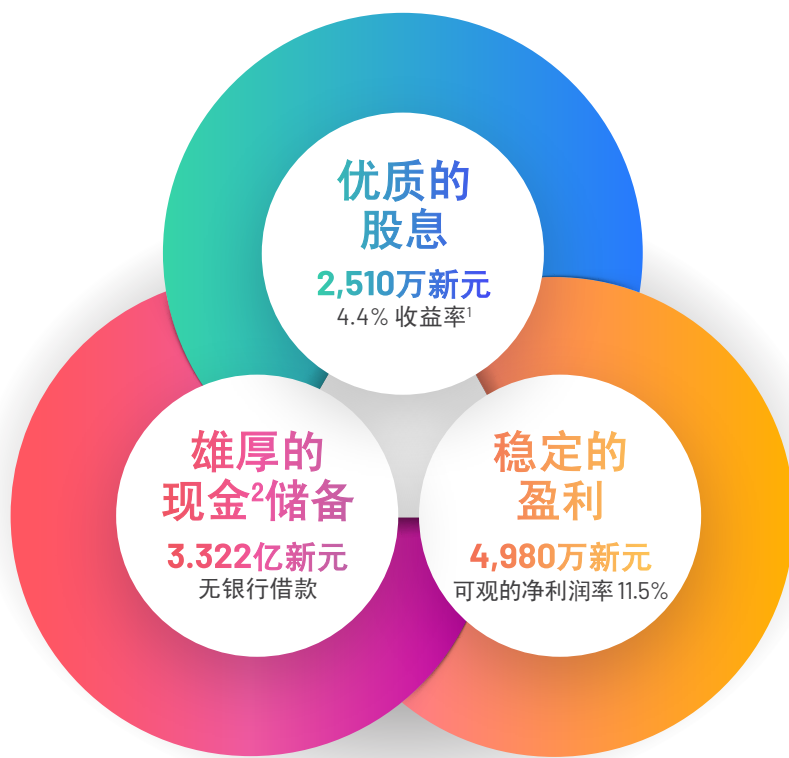 优质的
股息
2,510万新元
4.4% 收益率¹
雄厚的
现金²储备
3.322亿新元
无银行借款
稳定的
盈利
4,980万新元
可观的净利润率 11.5%